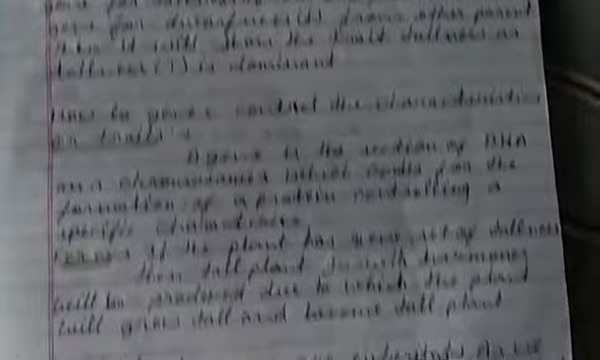 gene for
gene for dwarfness(t) from other parent
then it will show the trait tallness as
tallness (T) is dominant
How do genes control the characteristics
or traits?
A gene is the section of DNA
on a chromosome which codes for the
formation of a protein controlling a
specific characteristic
if the plant has gene set of tallness
then tall plant growth hormones
will be produced due to which the plant
will grow tall and become tall plant